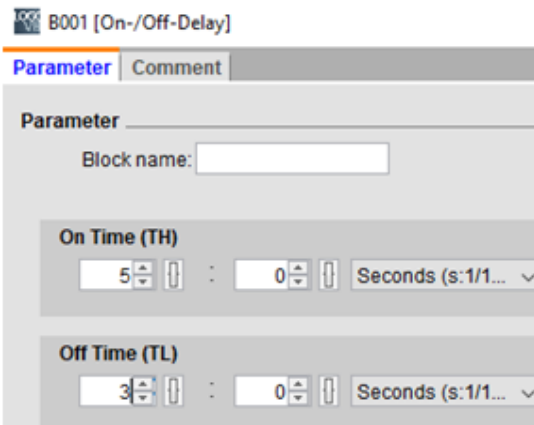 B001 [On-/Off-Delay]
Parameter Comment
Parameter
Block name:
On Time (TH)
5 : 0 Seconds (s:1/1...
Off Time (TL)
3 : 0 Seconds (s:1/1...